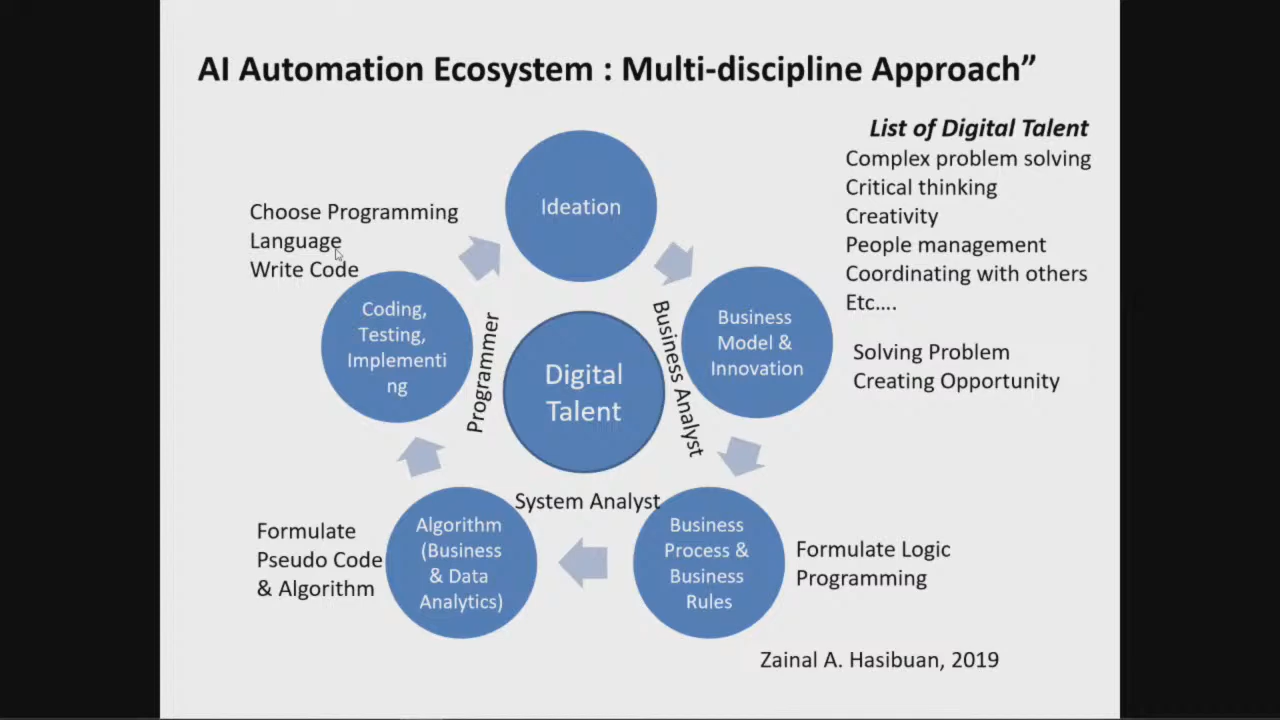 AI Automation Ecosystem : Multi-discipline Approach”
List of Digital Talent
Complex problem solving
Critical thinking
Creativity
People management
Coordinating with others
Etc....
Solving Problem
Creating Opportunity
Ideation
Business
Model &
Innovation
Business Analyst
Digital
Talent
Programmer
Choose Programming
Language
Write Code
Coding,
Testing,
Implementi
ng
System Analyst
Business
Process &
Business
Rules
Formulate Logic
Programming
Algorithm
(Business
& Data
Analytics)
Formulate
Pseudo Code
& Algorithm
Zainal A. Hasibuan, 2019